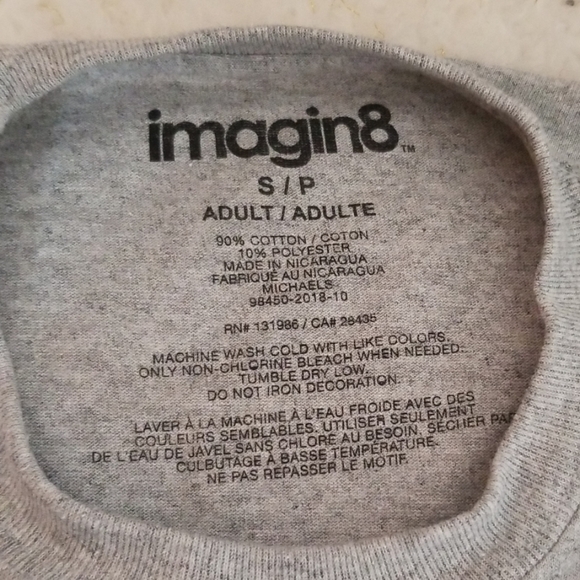 imagin8™
S / P
ADULT / ADULTE
90% COTTON / COTON
10% POLYESTER
MADE IN NICARAGUA
FABRIQUÉ AU NICARAGUA
MICHAELS
98450-2018-10
RN# 131986 / CA# 28435
MACHINE WASH COLD WITH LIKE COLORS.
ONLY NON-CHLORINE BLEACH WHEN NEEDED.
TUMBLE DRY LOW.
DO NOT IRON DECORATION.
LAVER À LA MACHINE À L'EAU FROIDE AVEC DES
COULEURS SEMBLABLES. UTILISER SEULEMENT
DE L'EAU DE JAVEL SANS CHLORE AU BESOIN. SÉCHER PAR
CULBUTAGE À BASSE TEMPÉRATURE.
NE PAS REPASSER LE MOTIF.